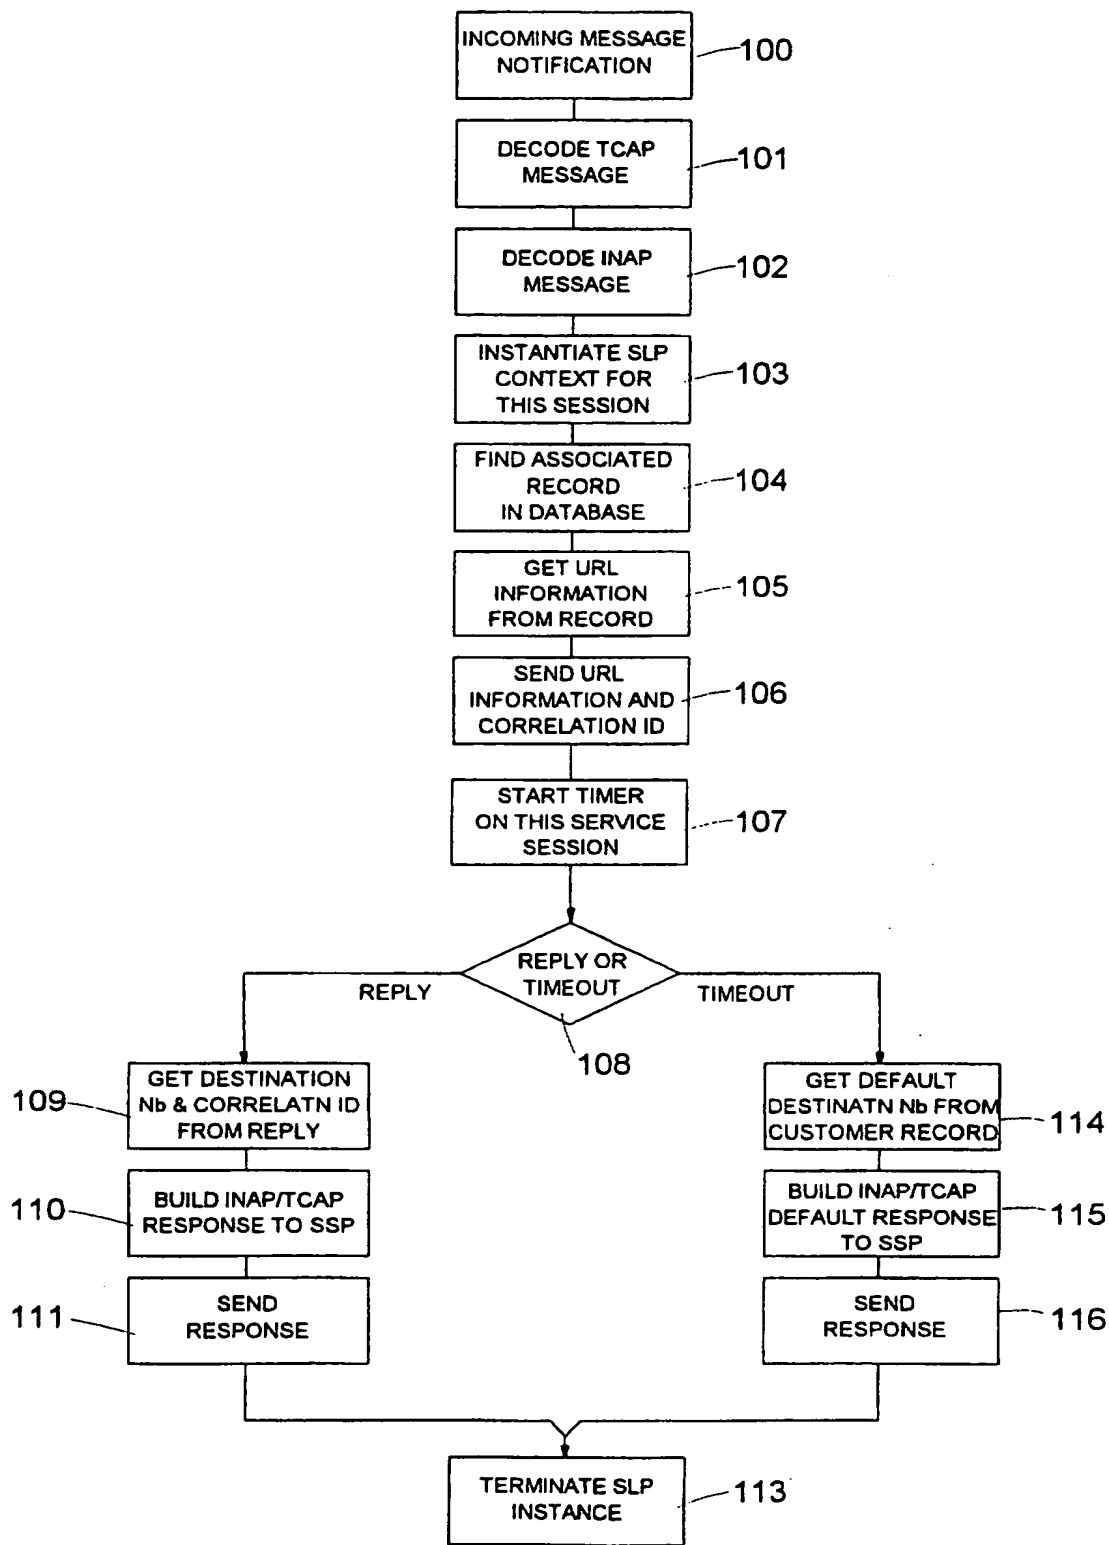 INCOMING MESSAGE
NOTIFICATION
100
DECODE TCAP
MESSAGE
101
DECODE INAP
MESSAGE
102
INSTANTIATE SLP
CONTEXT FOR
THIS SESSION
103
FIND ASSOCIATED
RECORD
IN DATABASE
104
GET URL
INFORMATION
FROM RECORD
105
SEND URL
INFORMATION AND
CORRELATION ID
106
START TIMER
ON THIS SERVICE
SESSION
107
REPLY OR
TIMEOUT
REPLY
TIMEOUT
108
109
GET DESTINATION
Nb & CORRELATN ID
FROM REPLY
110
BUILD INAP/TCAP
RESPONSE TO SSP
111
SEND
RESPONSE
GET DEFAULT
DESTINATN Nb FROM
CUSTOMER RECORD
114
BUILD INAP/TCAP
DEFAULT RESPONSE
TO SSP
115
SEND
RESPONSE
116
TERMINATE SLP
INSTANCE
113